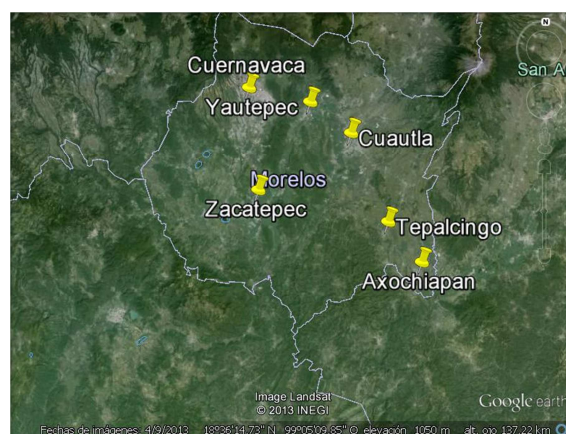 N
San A
Cuernavaca
Yautepec
Cuautla
Morelos
Zacatepec
Tepalcingo
Axochiapan
Image Landsat
© 2013 INEGI
Google earth
Fechas de imágenes: 4/9/2013 18°36'14.73" N 99°05'09.85" O elevación 1050 m alt. ojo 137.22 km